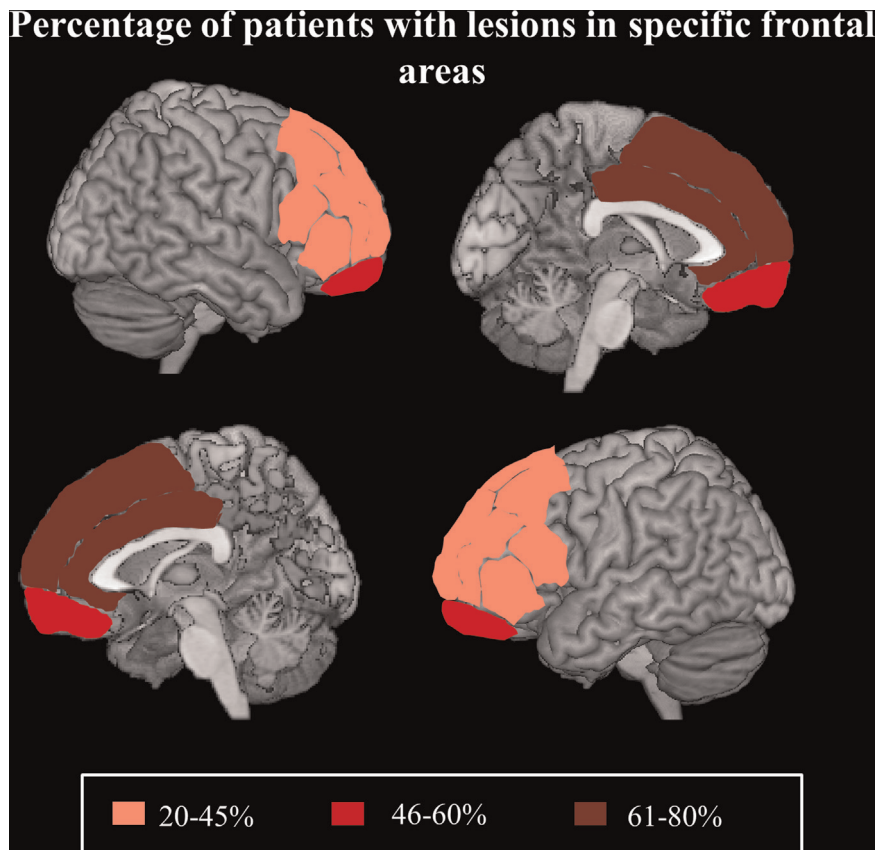 Percentage of patients with lesions in specific frontal
areas
20-45% 46-60% 61-80%